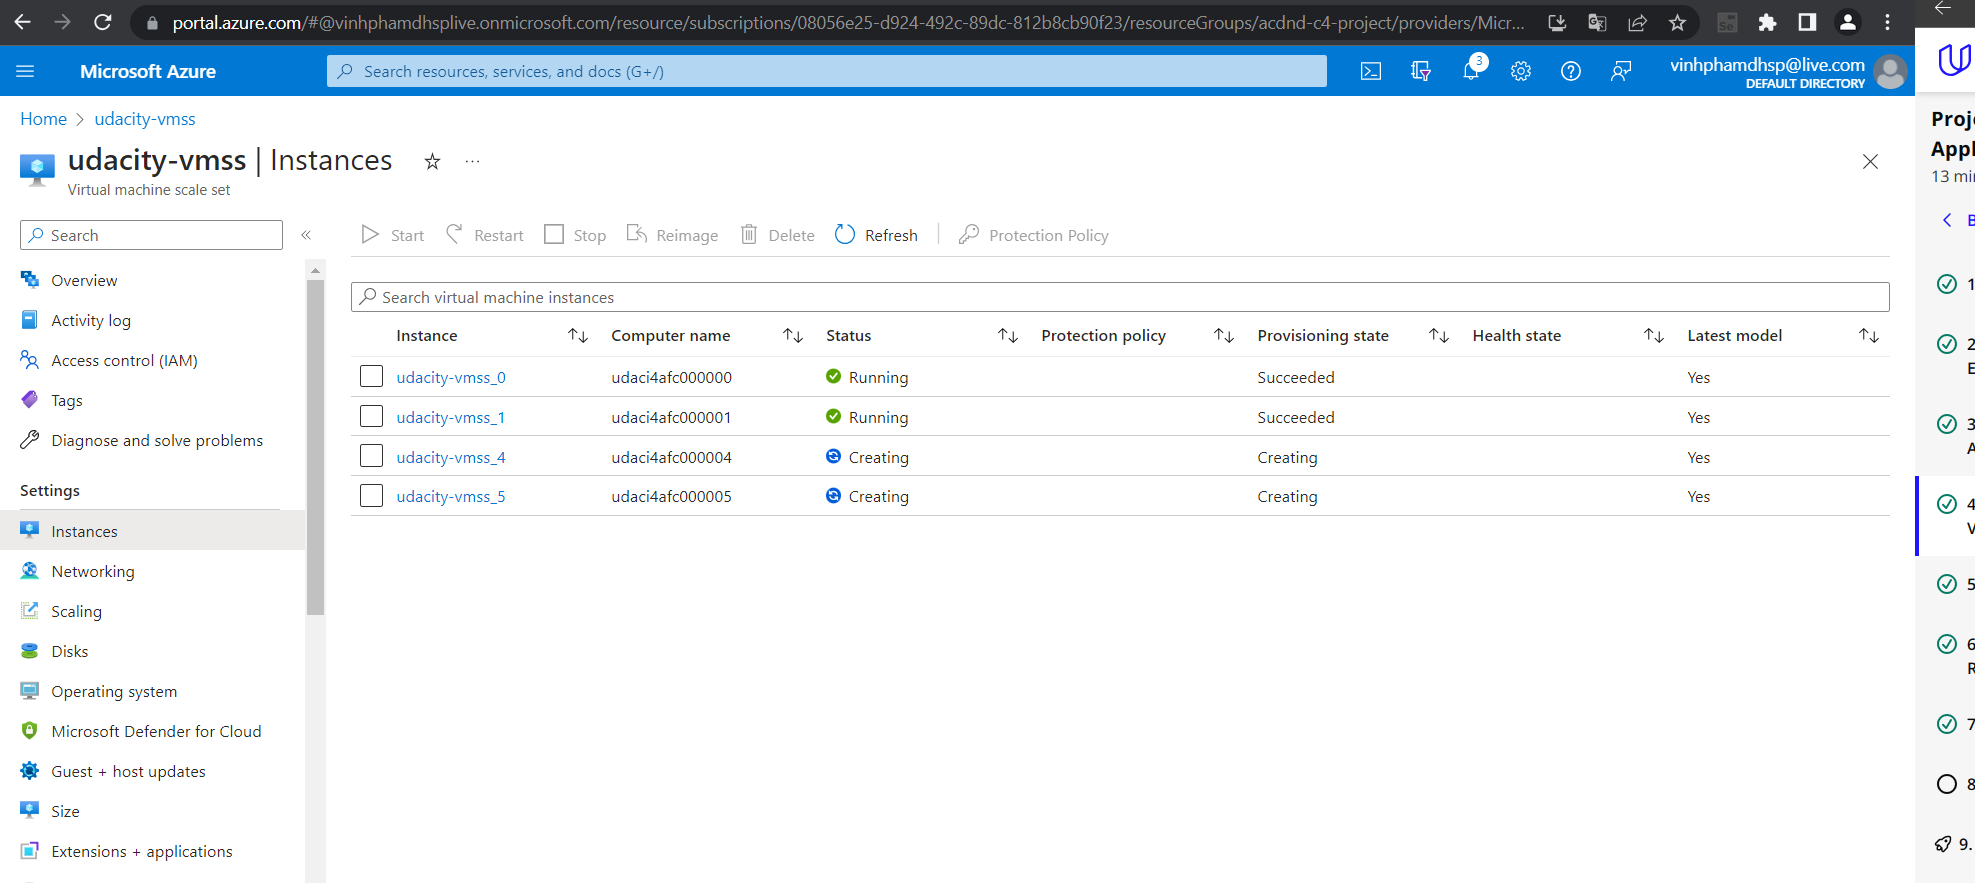 portal.azure.com/#@vinhphamdhsplive.onmicrosoft.com/resource/subscriptions/08056e25-d924-492c-89dc-812b8cb90f23/resourceGroups/acdnd-c4-project/providers/Micr...
Microsoft Azure
Search resources, services, and docs (G+/)
3
vinhphamdhsp@live.com
DEFAULT DIRECTORY
Home > udacity-vmss
udacity-vmss | Instances
Virtual machine scale set
Search
Start Restart Stop Reimage Delete Refresh Protection Policy
Search virtual machine instances
Instance Computer name Status Protection policy Provisioning state Health state Latest model
udacity-vmss_0 udaci4afc000000 Running Succeeded Yes
udacity-vmss_1 udaci4afc000001 Running Succeeded Yes
udacity-vmss_4 udaci4afc000004 Creating Creating Yes
udacity-vmss_5 udaci4afc000005 Creating Creating Yes
Overview
Activity log
Access control (IAM)
Tags
Diagnose and solve problems
Settings
Instances
Networking
Scaling
Disks
Operating system
Microsoft Defender for Cloud
Guest + host updates
Size
Extensions + applications
Proj
Appl
13 min
B
1
2
E
3
A
4
V
5
6
R
7
8
9.